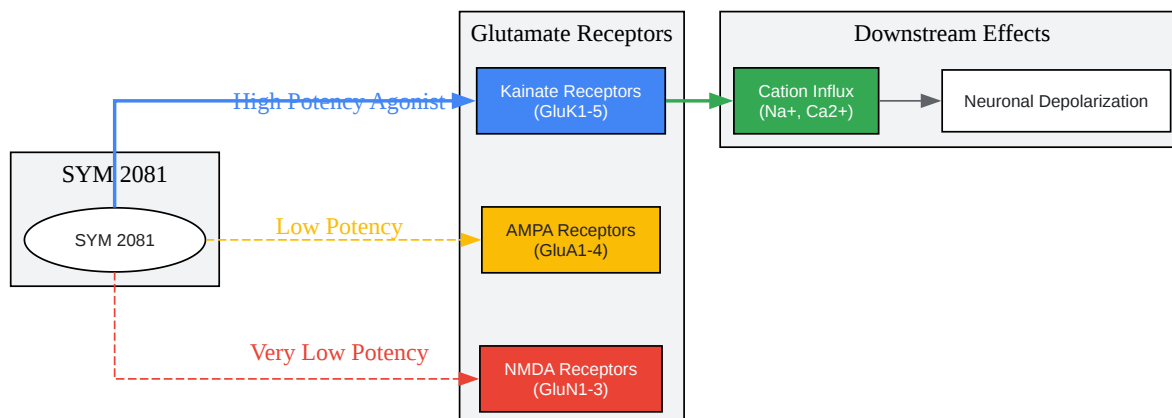 Glutamate Receptors
Downstream Effects
High Potency Agonist
Kainate Receptors
(GluK1-5)
Cation Influx
(Na+, Ca2+)
Neuronal Depolarization
SYM 2081
SYM 2081
Low Potency
AMPA Receptors
(GluA1-4)
Very Low Potency
NMDA Receptors
(GluN1-3)